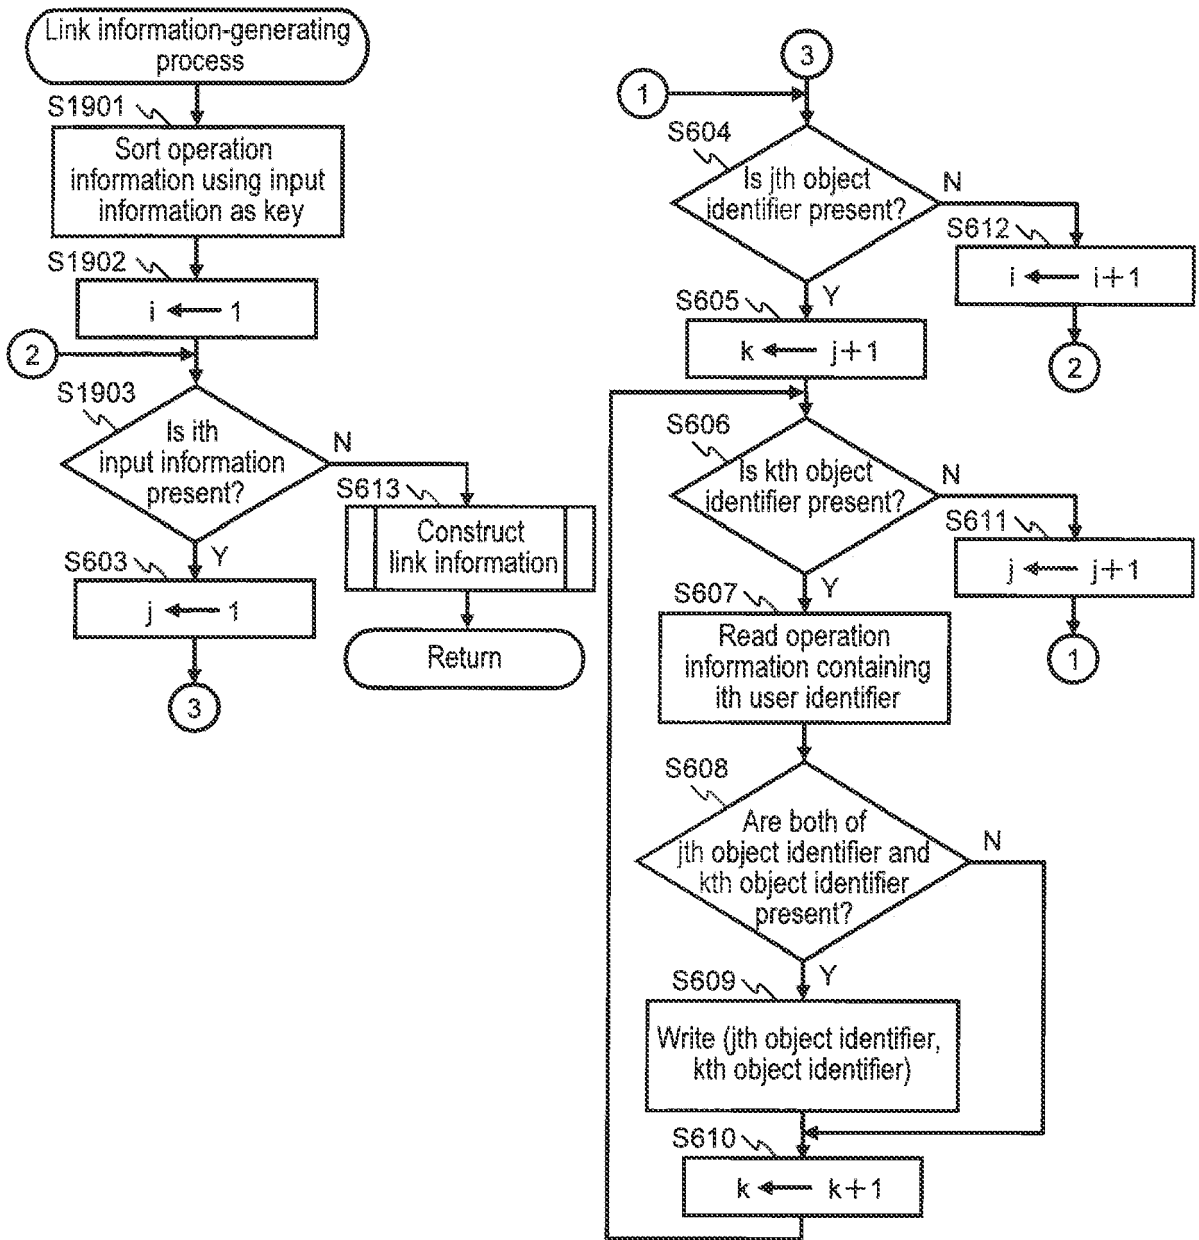 Link information-generating
process
S1901
Sort operation
information using input
information as key
S1902
i ← 1
2
S1903
Is ith
input information
present?
N
Y
S613
Construct
link information
Return
S603
j ← 1
3
3
1
S604
Is jth object
identifier present?
N
Y
S612
i ← i+1
2
S605
k ← j+1
S606
Is kth object
identifier present?
N
Y
S611
j ← j+1
1
S607
Read operation
information containing
ith user identifier
S608
Are both of
jth object identifier and
kth object identifier
present?
N
Y
S609
Write (jth object identifier,
kth object identifier)
S610
k ← k+1